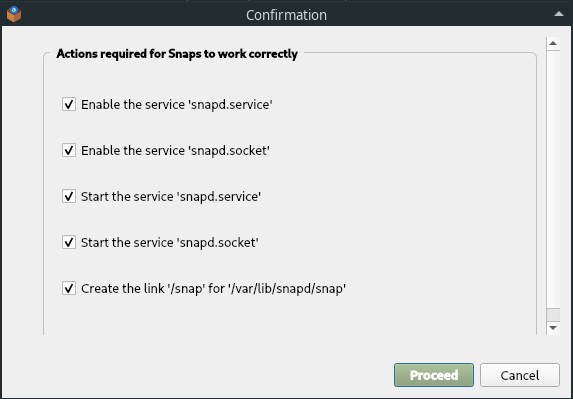 Confirmation
Actions required for Snaps to work correctly
Enable the service 'snapd.service'
Enable the service 'snapd.socket'
Start the service 'snapd.service'
Start the service 'snapd.socket'
Create the link '/snap' for '/var/lib/snapd/snap'
Proceed
Cancel